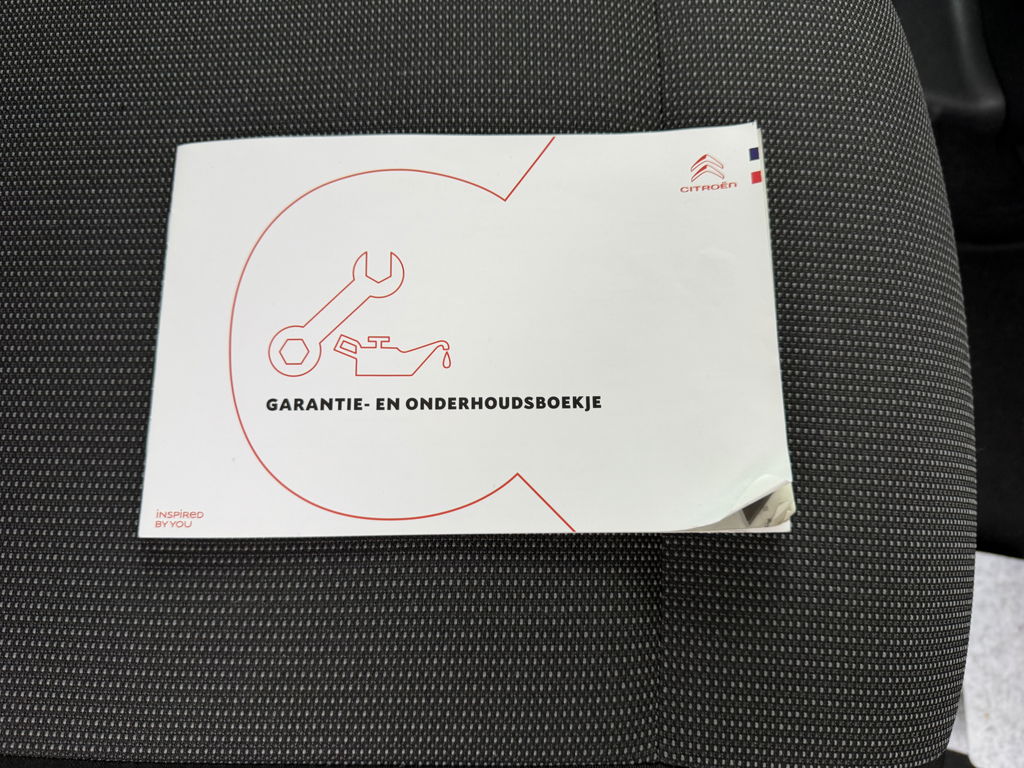 CITROËN
GARANTIE- EN ONDERHOUDSBOEKJE
INSPIRED
BY YOU